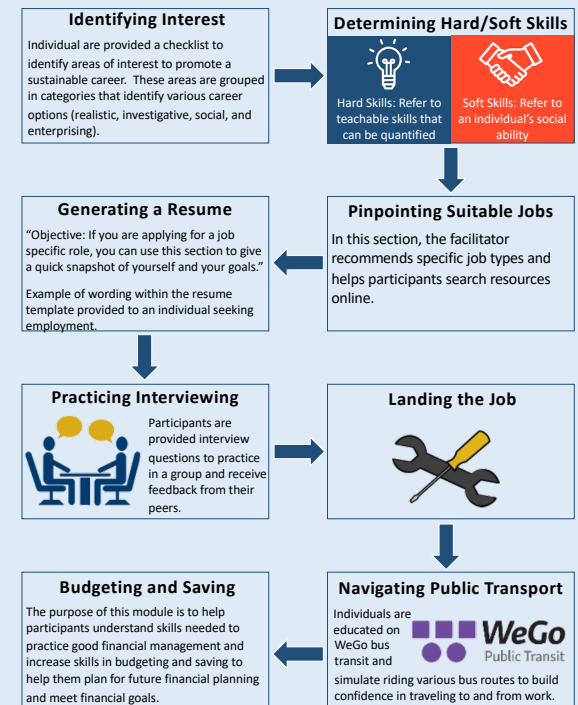 Identifying Interest
Individual are provided a checklist to
identify areas of interest to promote a
sustainable career. These areas are grouped
in categories that identify various career
options (realistic, investigative, social, and
enterprising).
Determining Hard/Soft Skills
Hard Skills: Refer to
teachable skills that
can be quantified
Soft Skills: Refer to
an individual's social
ability
Pinpointing Suitable Jobs
In this section, the facilitator
recommends specific job types and
helps participants search resources
online.
Generating a Resume
“Objective: If you are applying for a job
specific role, you can use this section to give
a quick snapshot of yourself and your goals.”
Example of wording within the resume
template provided to an individual seeking
employment.
Practicing Interviewing
Participants are
provided interview
questions to practice
in a group and receive
feedback from their
peers.
Landing the Job
Navigating Public Transport
Individuals are
educated on
WeGo bus
transit and
simulate riding various bus routes to build
confidence in traveling to and from work.
WeGo
Public Transit
Budgeting and Saving
The purpose of this module is to help
participants understand skills needed to
practice good financial management and
increase skills in budgeting and saving to
help them plan for future financial planning
and meet financial goals.